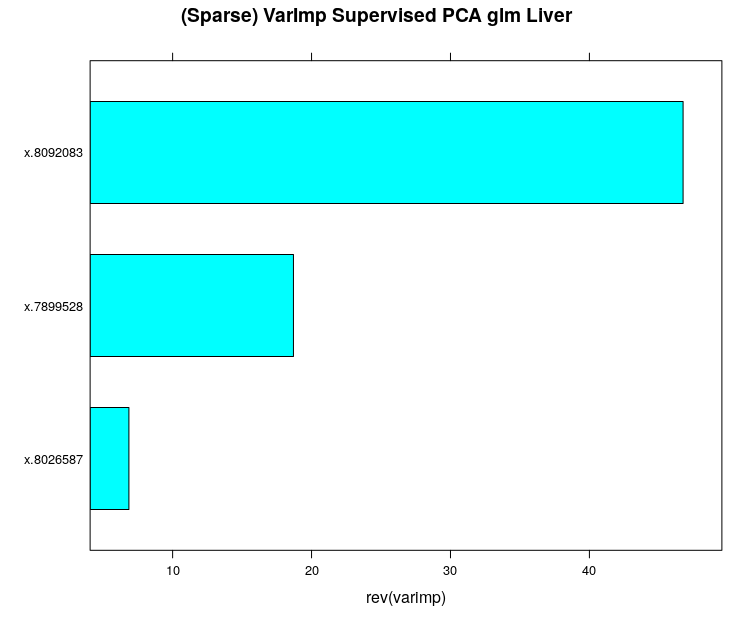 (Sparse) VarImp Supervised PCA glm Liver
x.8092083
x.7899528
x.8026587
10 20 30 40
rev(varImp)